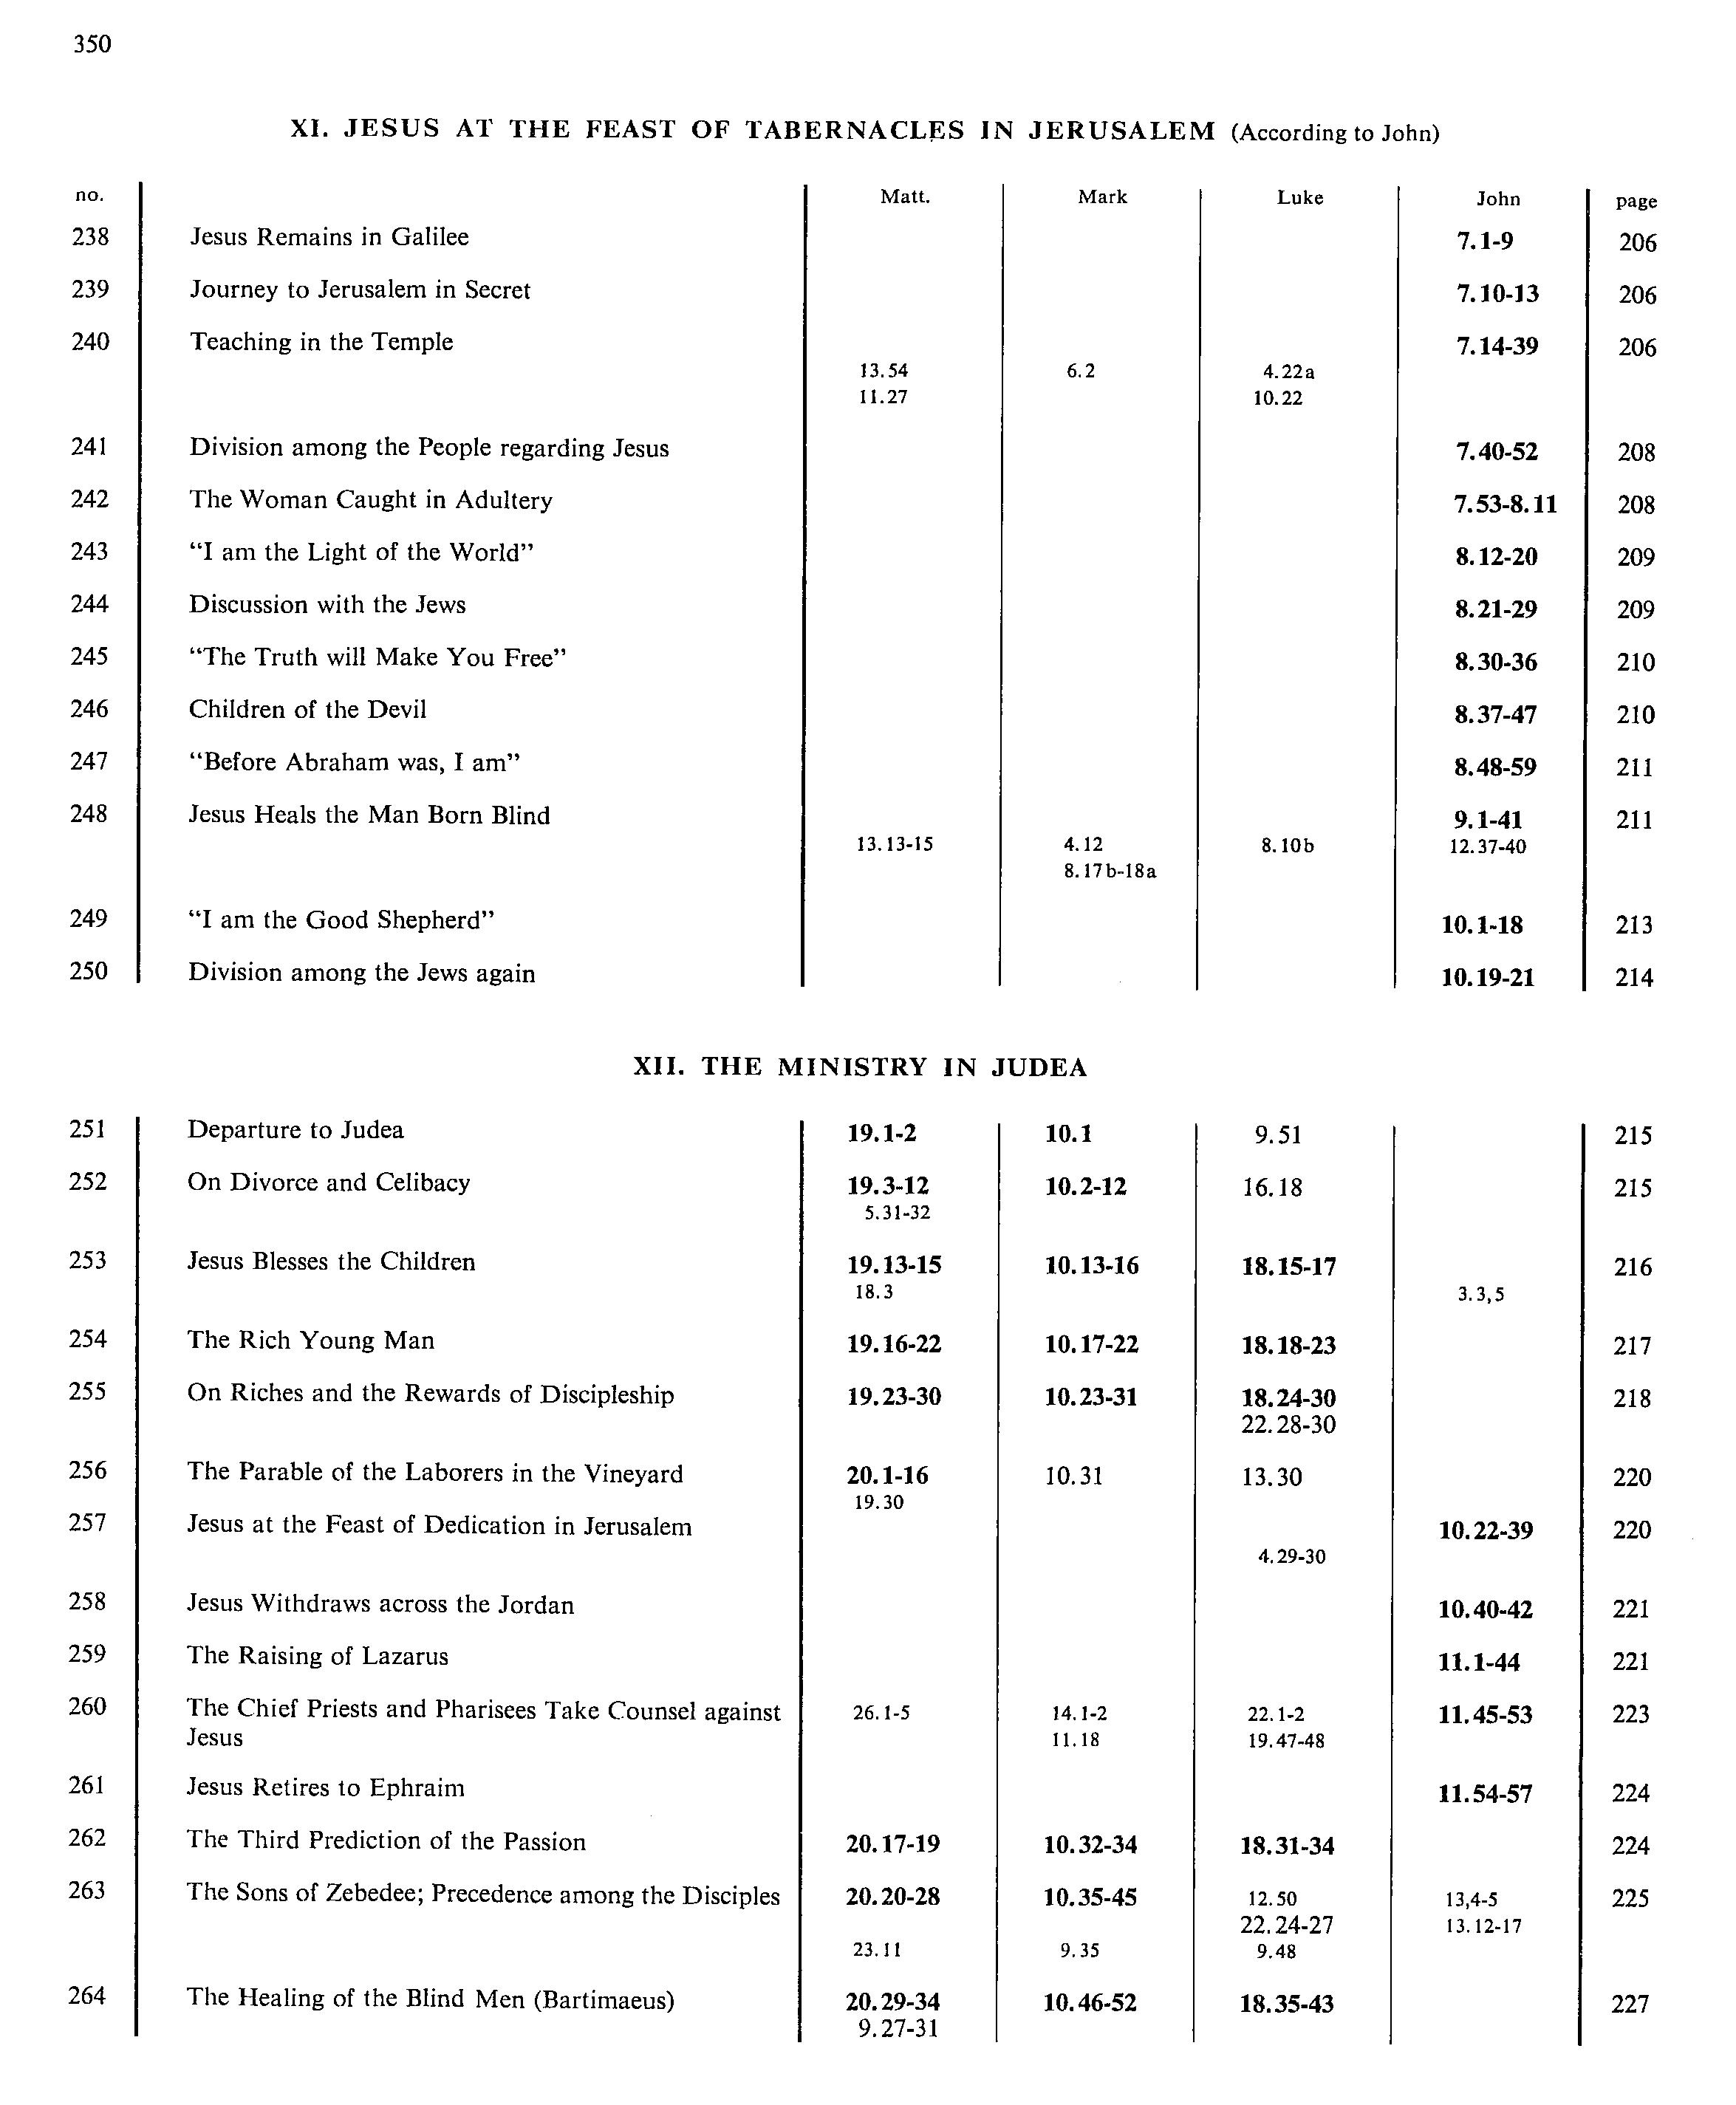 350
XI. JESUS AT THE FEAST OF TABERNACLES IN JERUSALEM (According to John)
no. Matt. Mark Luke John page
238 Jesus Remains in Galilee 7.1-9 206
239 Journey to Jerusalem in Secret 7.10-13 206
240 Teaching in the Temple 7.14-39 206
13.54 6.2 4.22a
11.27 10.22
241 Division among the People regarding Jesus 7.40-52 208
242 The Woman Caught in Adultery 7.53-8.11 208
243 “I am the Light of the World” 8.12-20 209
244 Discussion with the Jews 8.21-29 209
245 “The Truth will Make You Free” 8.30-36 210
246 Children of the Devil 8.37-47 210
247 “Before Abraham was, I am” 8.48-59 211
248 Jesus Heals the Man Born Blind 9.1-41 211
13.13-15 4.12 8.10b 12.37-40
8.17b-18a
249 “I am the Good Shepherd” 10.1-18 213
250 Division among the Jews again 10.19-21 214
XII. THE MINISTRY IN JUDEA
251 Departure to Judea 19.1-2 10.1 9.51 215
252 On Divorce and Celibacy 19.3-12 10.2-12 16.18 215
5.31-32
253 Jesus Blesses the Children 19.13-15 10.13-16 18.15-17 216
18.3 3.3,5
254 The Rich Young Man 19.16-22 10.17-22 18.18-23 217
255 On Riches and the Rewards of Discipleship 19.23-30 10.23-31 18.24-30 218
22.28-30
256 The Parable of the Laborers in the Vineyard 20.1-16 10.31 13.30 220
19.30
257 Jesus at the Feast of Dedication in Jerusalem 10.22-39 220
4.29-30
258 Jesus Withdraws across the Jordan 10.40-42 221
259 The Raising of Lazarus 11.1-44 221
260 The Chief Priests and Pharisees Take Counsel against 26.1-5 14.1-2 22.1-2 11.45-53 223
Jesus 11.18 19.47-48
261 Jesus Retires to Ephraim 11.54-57 224
262 The Third Prediction of the Passion 20.17-19 10.32-34 18.31-34 224
263 The Sons of Zebedee; Precedence among the Disciples 20.20-28 10.35-45 12.50 13,4-5 225
22.24-27 13.12-17
23.11 9.35 9.48
264 The Healing of the Blind Men (Bartimaeus) 20.29-34 10.46-52 18.35-43 227
9.27-31